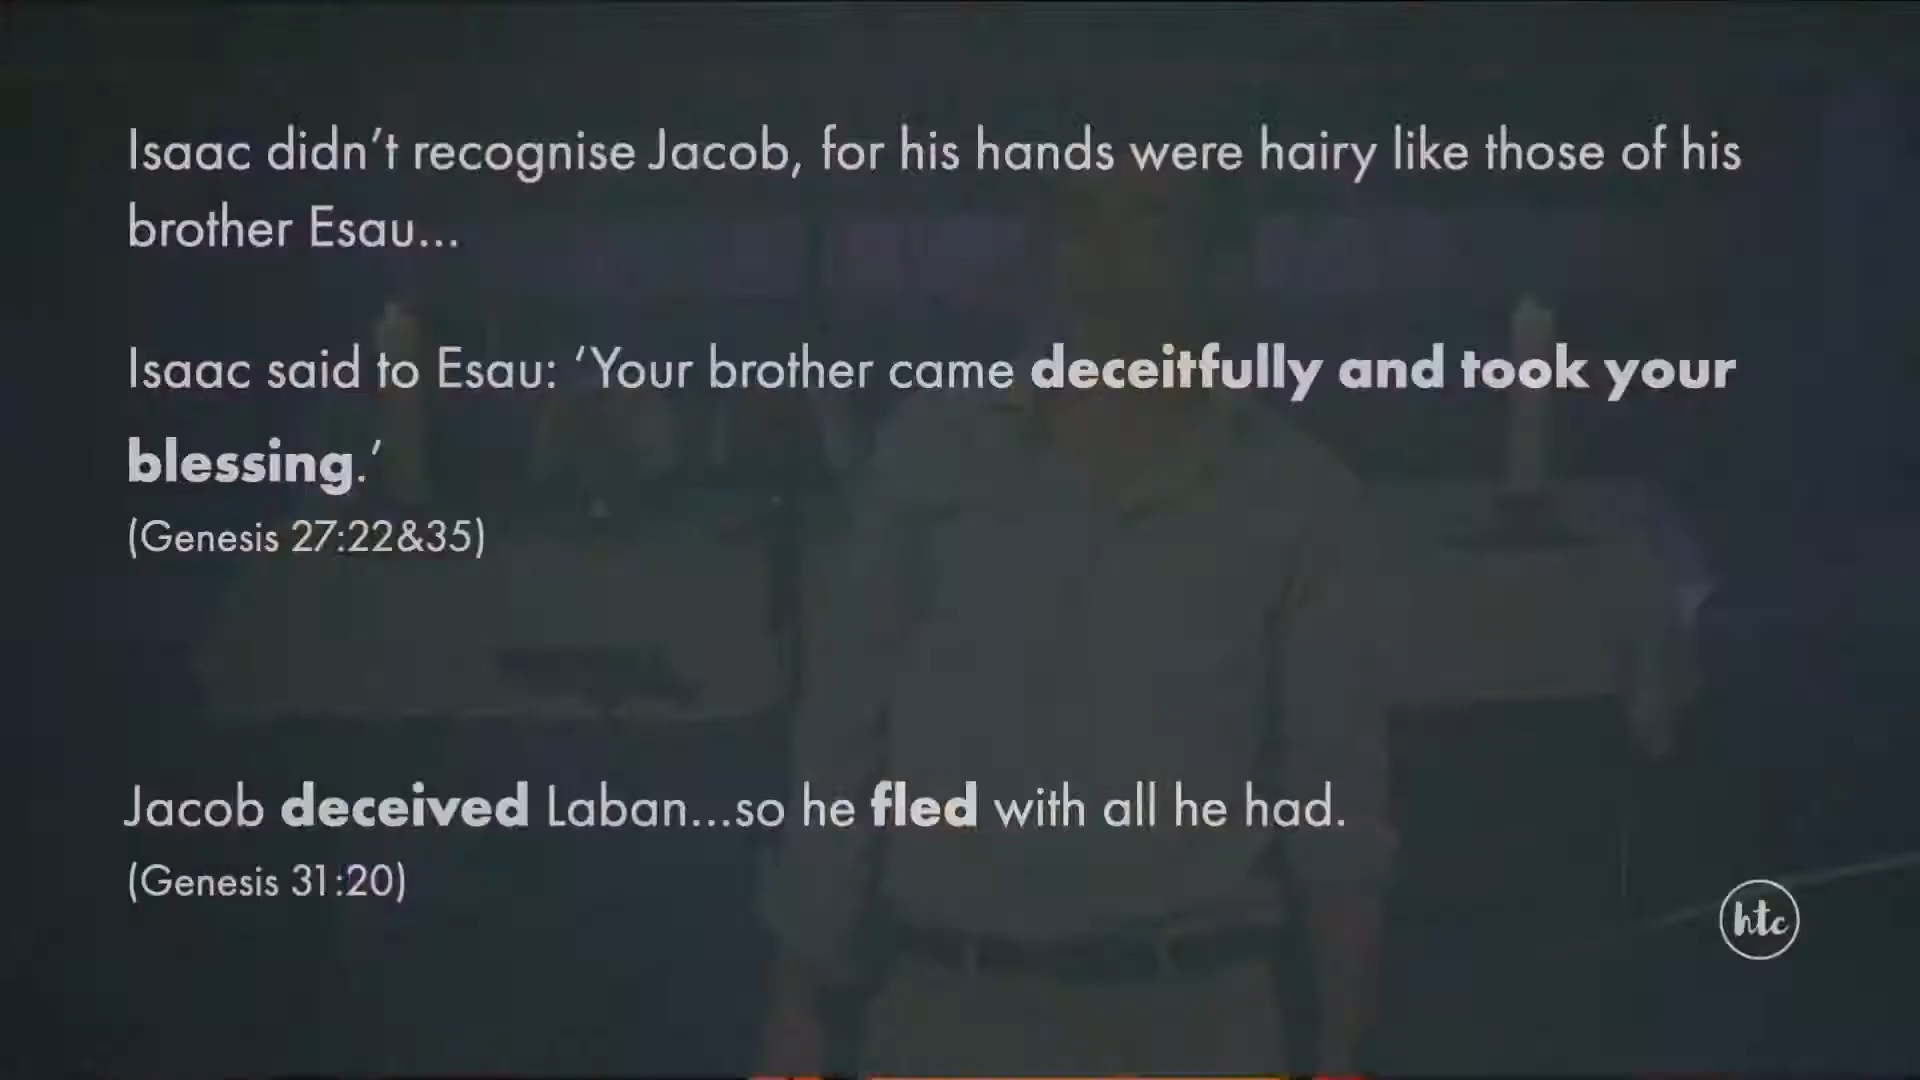 Isaac didn’t recognise Jacob, for his hands were hairy like those of his
brother Esau...
Isaac said to Esau: ‘Your brother came deceitfully and took your
blessing.’
(Genesis 27:22&35)
Jacob deceived Laban...so he fled with all he had.
(Genesis 31:20)
htc